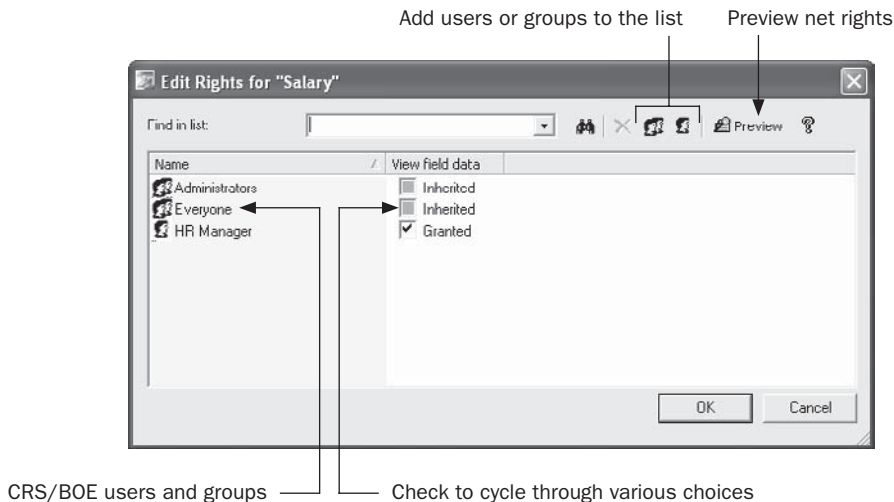 Add users or groups to the list Preview net rights
Edit Rights for "Salary"
Find in list:
Preview
Name View field data
Administrators Inherited
Everyone Inherited
HR Manager Granted
OK Cancel
CRS/BOE users and groups Check to cycle through various choices